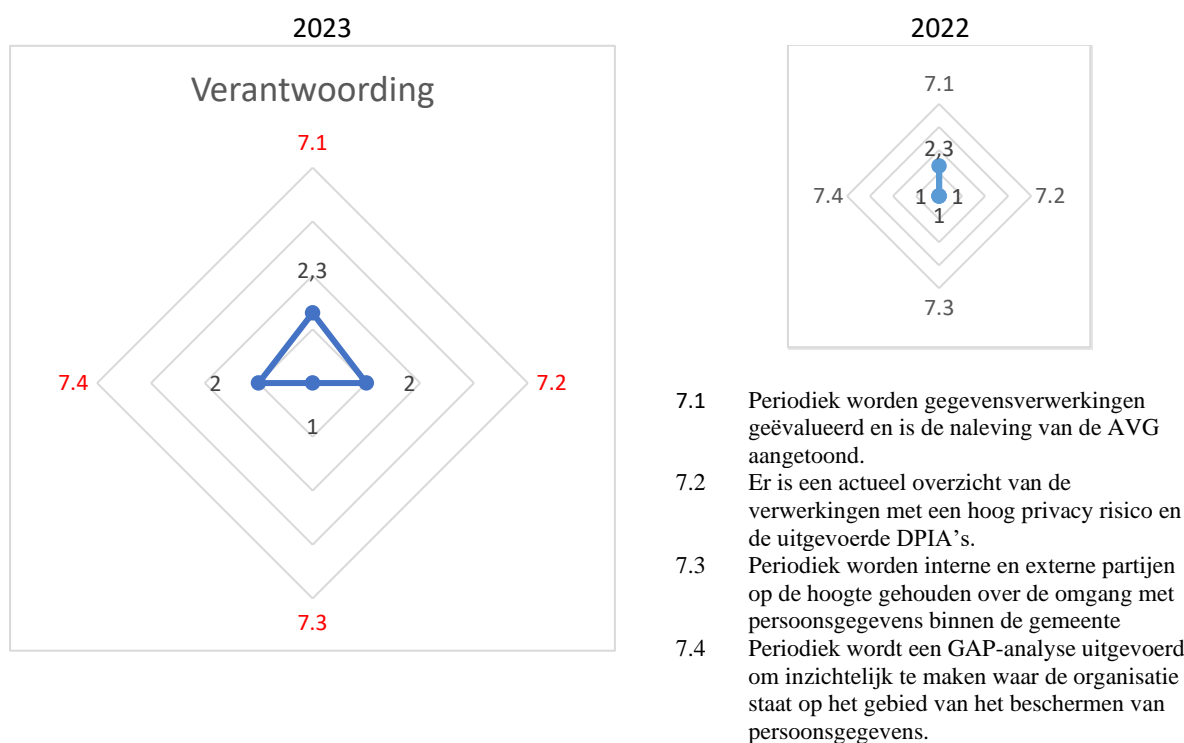 2023
Verantwoording
7.1
2,3
7.4
2
2
7.2
1
7.3
2022
7.1
2,3
7.4
1
1
7.2
1
7.3
7.1 Periodiek worden gegevensverwerkingen
geëvalueerd en is de naleving van de AVG
aangetoond.
7.2 Er is een actueel overzicht van de
verwerkingen met een hoog privacy risico en
de uitgevoerde DPIA’s.
7.3 Periodiek worden interne en externe partijen
op de hoogte gehouden over de omgang met
persoonsgegevens binnen de gemeente
7.4 Periodiek wordt een GAP-analyse uitgevoerd
om inzichtelijk te maken waar de organisatie
staat op het gebied van het beschermen van
persoonsgegevens.